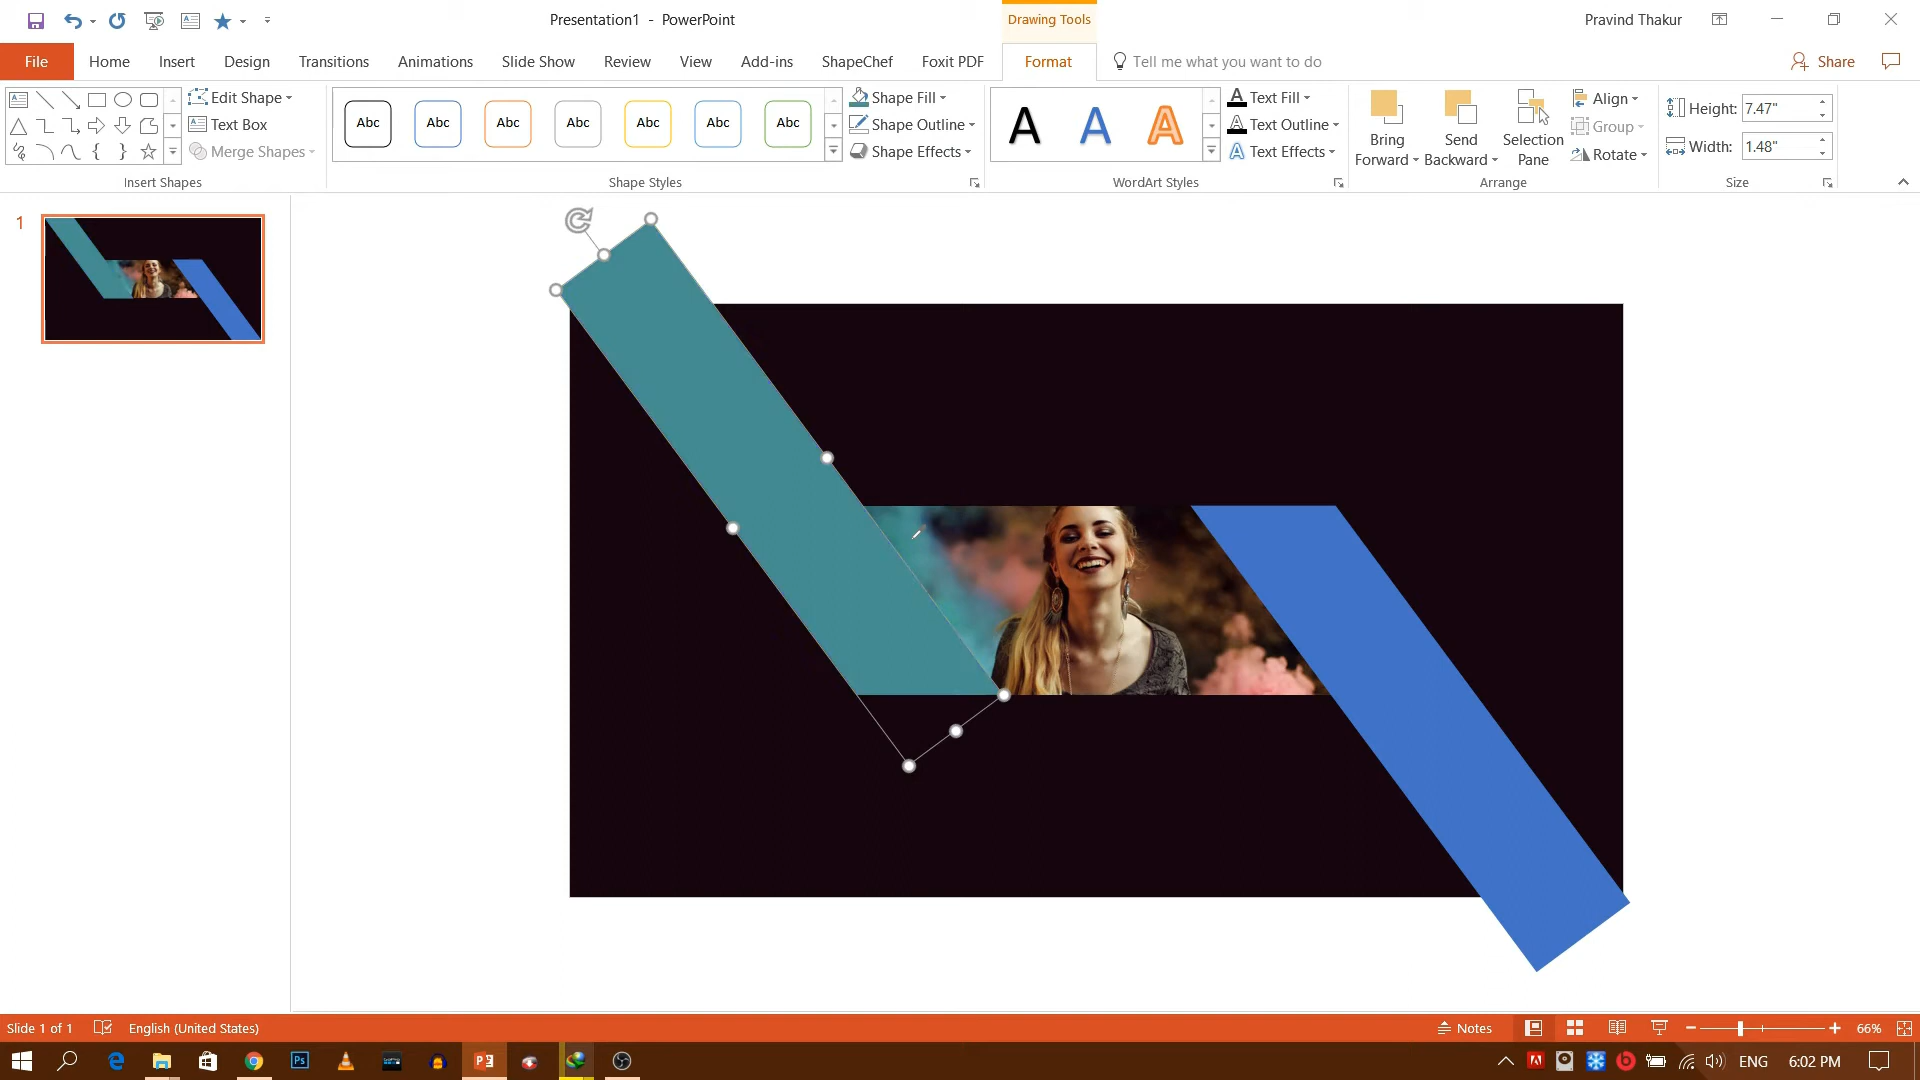 Presentation1 - PowerPoint
Drawing Tools
Pravind Thakur
File Home Insert Design Transitions Animations Slide Show Review View Add-ins ShapeChef Foxit PDF Format Tell me what you want to do Share
Edit Shape
Text Box
Merge Shapes
Insert Shapes
Abc Abc Abc Abc Abc Abc Abc
Shape Fill
Shape Outline
Shape Effects
Shape Styles
A A A
Text Fill
Text Outline
Text Effects
WordArt Styles
Bring
Forward
Send
Backward
Selection
Pane
Align
Group
Rotate
Arrange
Height: 7.47"
Width: 1.48"
Size
1
Slide 1 of 1 English (United States) Notes 66%
Ps
ENG 6:02 PM